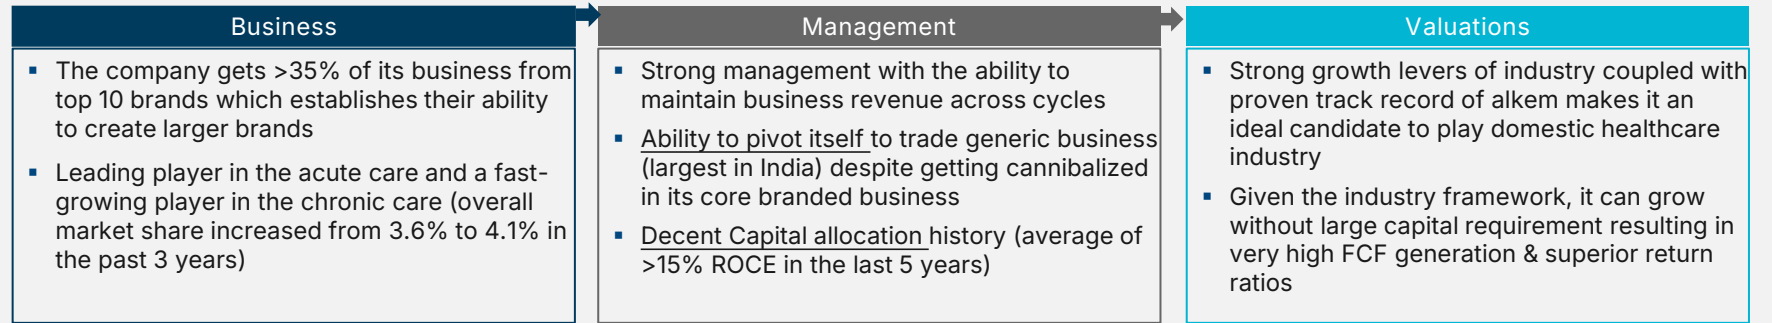 Business
▪ The company gets >35% of its business from
top 10 brands which establishes their ability
to create larger brands
▪ Leading player in the acute care and a fast-
growing player in the chronic care (overall
market share increased from 3.6% to 4.1% in
the past 3 years)
Management
▪ Strong management with the ability to
maintain business revenue across cycles
▪ Ability to pivot itself to trade generic business
(largest in India) despite getting cannibalized
in its core branded business
▪ Decent Capital allocation history (average of
>15% ROCE in the last 5 years)
Valuations
▪ Strong growth levers of industry coupled with
proven track record of alkem makes it an
ideal candidate to play domestic healthcare
industry
▪ Given the industry framework, it can grow
without large capital requirement resulting in
very high FCF generation & superior return
ratios